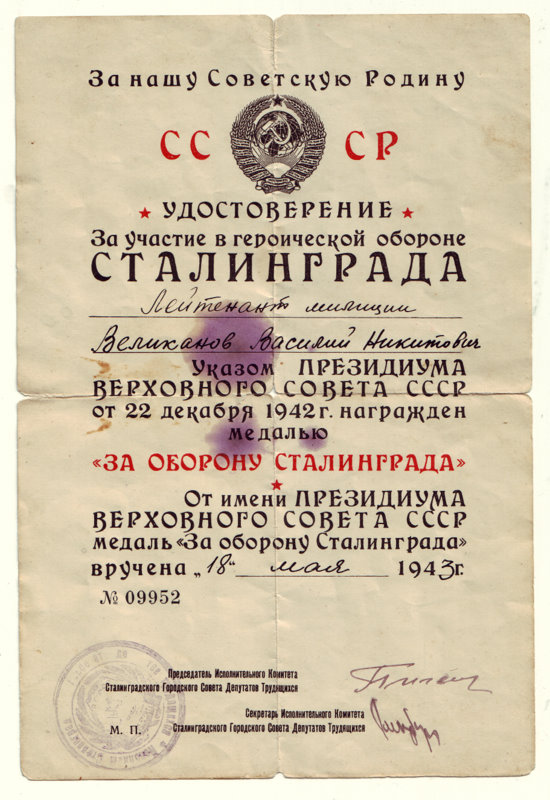 За нашу Советскую Родину
СС СР
УДОСТОВЕРЕНИЕ
За участие в героической обороне
СТАЛИНГРАДА
Лейтенант милиции
Великанов Василий Никитович
Указом ПРЕЗИДИУМА
ВЕРХОВНОГО СОВЕТА СССР
от 22 декабря 1942 г. награжден
медалью
«ЗА ОБОРОНУ СТАЛИНГРАДА»
От имени ПРЕЗИДИУМА
ВЕРХОВНОГО СОВЕТА СССР
медаль «За оборону Сталинграда»
вручена „18" мая 1943г.
№ 09952
Председатель Исполнительного Комитета
Сталинградского Городского Совета Депутатов Трудящихся
Секретарь Исполнительного Комитета
М. П. Сталинградского Городского Совета Депутатов Трудящихся